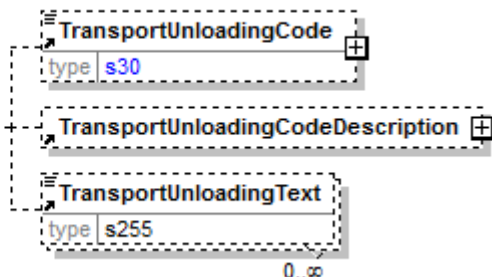 TransportUnloadingCode
type s30
TransportUnloadingCodeDescription
TransportUnloadingText
type s255
0..∞